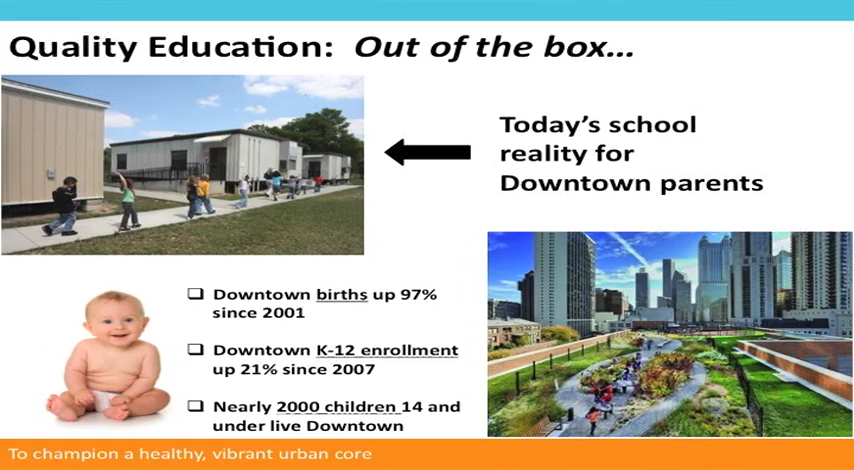 Quality Education: Out of the box...
Today's school
reality for
Downtown parents
❑ Downtown births up 97%
since 2001
❑ Downtown K-12 enrollment
up 21% since 2007
❑ Nearly 2000 children 14 and
under live Downtown
To champion a healthy, vibrant urban core